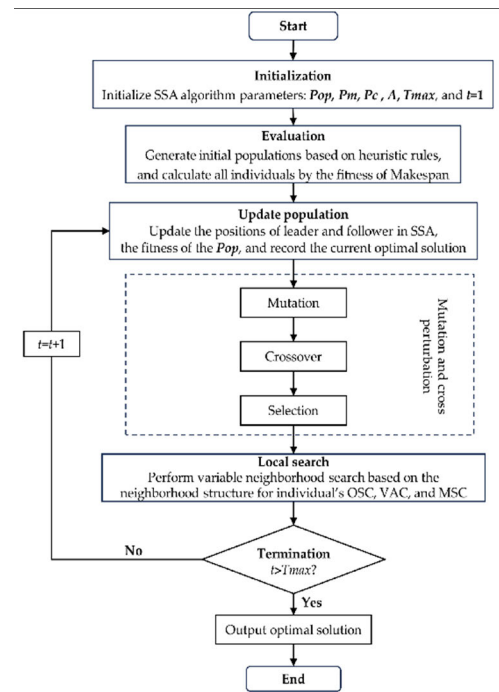 Start
Initialization
Initialize SSA algorithm parameters: Pop, Pm, Pc , Λ, Tmax, and t=1
Evaluation
Generate initial populations based on heuristic rules,
and calculate all individuals by the fitness of Makespan
Update population
Update the positions of leader and follower in SSA,
the fitness of the Pop, and record the current optimal solution
Mutation
Crossover
Selection
Mutation and cross
perturbation
t=t+1
Local search
Perform variable neighborhood search based on the
neighborhood structure for individual's OSC, VAC, and MSC
No
Termination
t>Tmax?
Yes
Output optimal solution
End